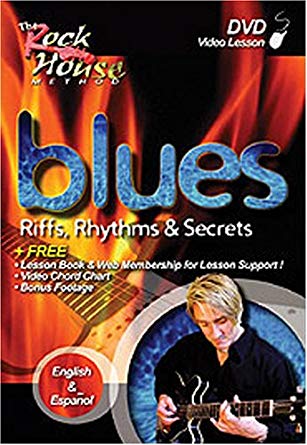 The
Rock
House
METHOD
DVD
Video Lesson
blues
Riffs, Rhythms & Secrets
+ FREE
• Lesson Book & Web Membership for Lesson Support !
• Video Chord Chart
• Bonus Footage
English
&
Español